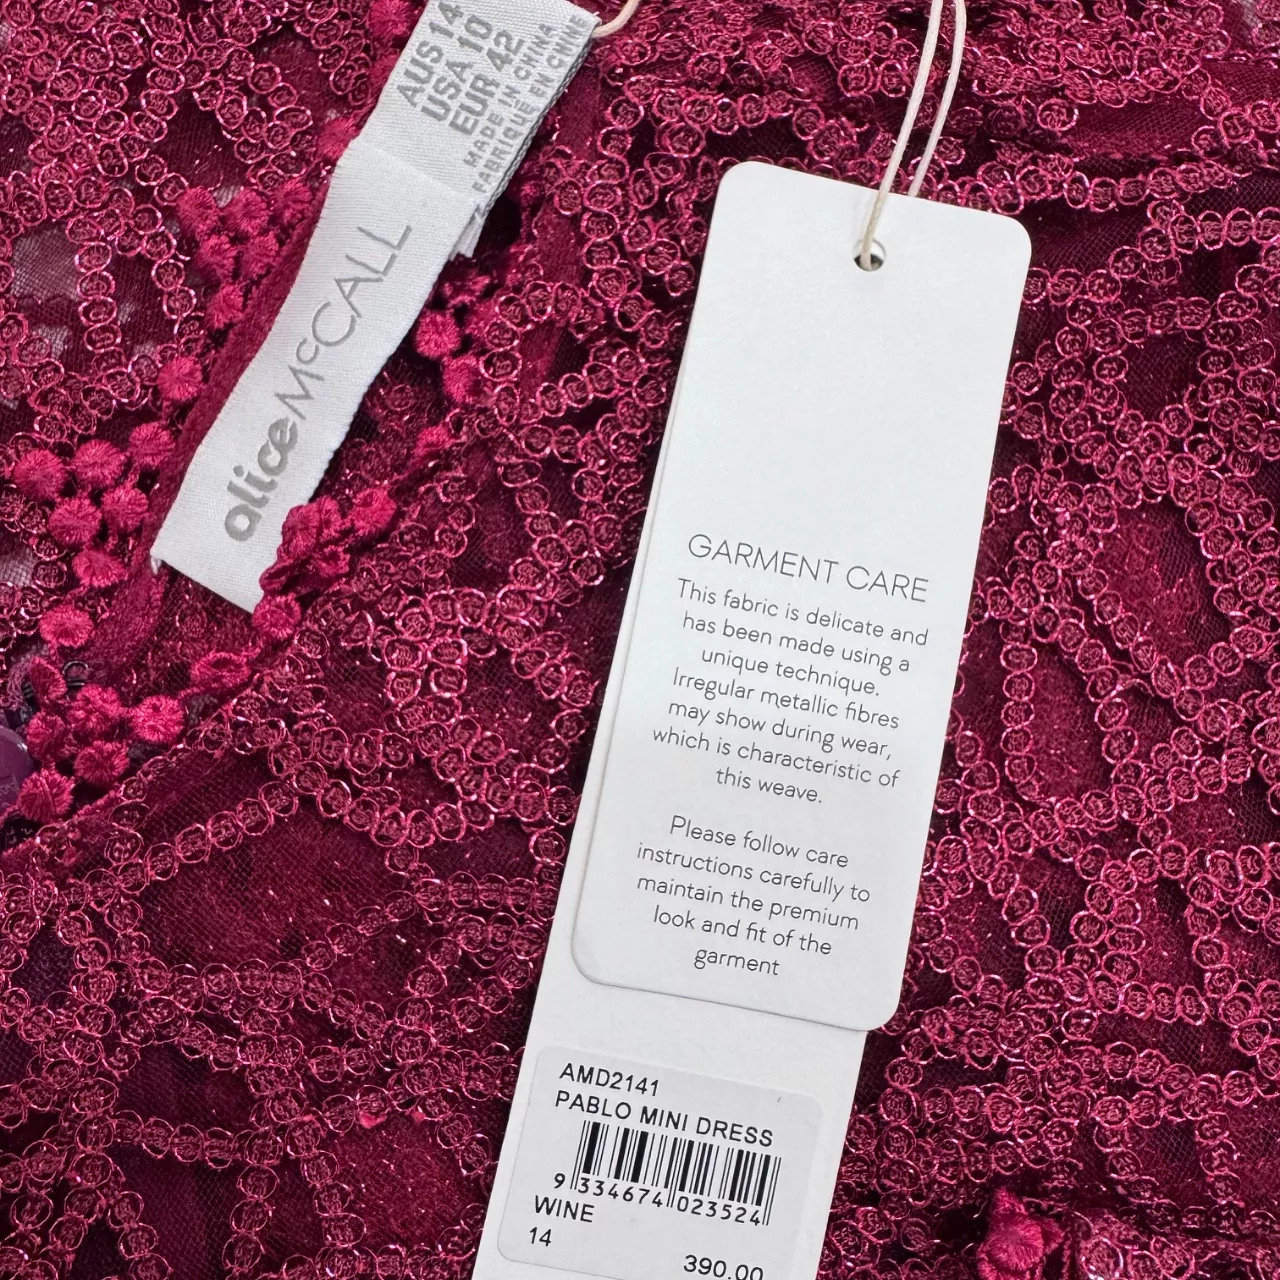 AUS 14
USA 10
EUR 42
MADE IN CHINA
FABRIQUÉ EN CHINE
alice McCALL
GARMENT CARE
This fabric is delicate and
has been made using a
unique technique.
Irregular metallic fibres
may show during wear,
which is characteristic of
this weave.
Please follow care
instructions carefully to
maintain the premium
look and fit of the
garment
AMD2141
PABLO MINI DRESS
9 334674 023524
WINE
14
390.00